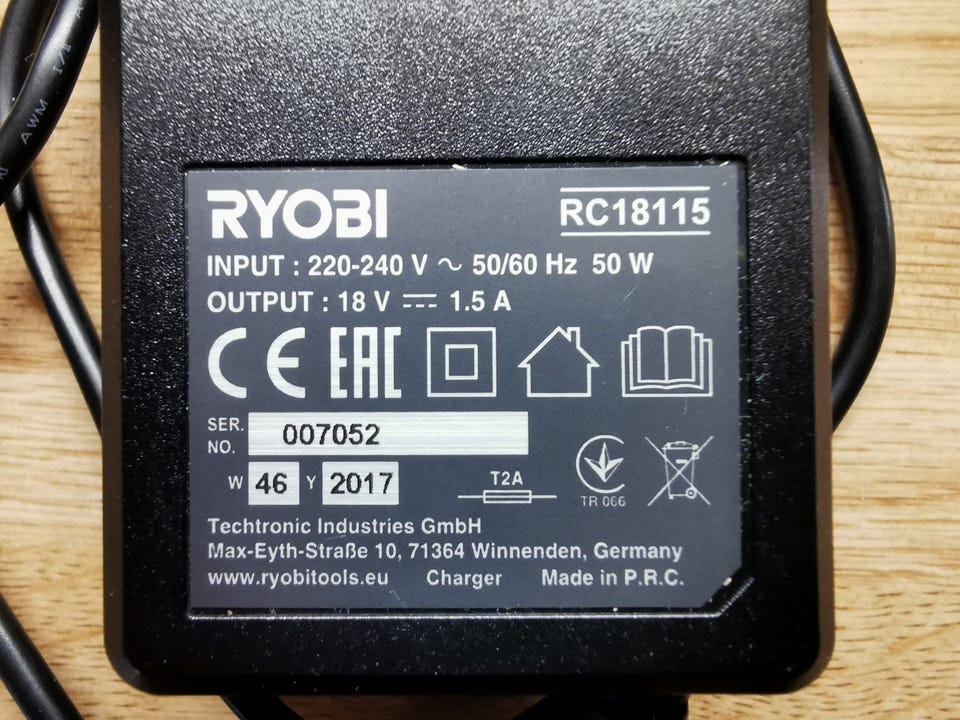 AWM I/II
RYOBI
RC18115
INPUT : 220-240 V ~ 50/60 Hz 50 W
OUTPUT : 18 V ⎓ 1.5 A
CE EAC
SER. NO. 007052
W 46 Y 2017
T2A
TR 066
Techtronic Industries GmbH
Max-Eyth-Straße 10, 71364 Winnenden, Germany
www.ryobitools.eu Charger Made in P.R.C.